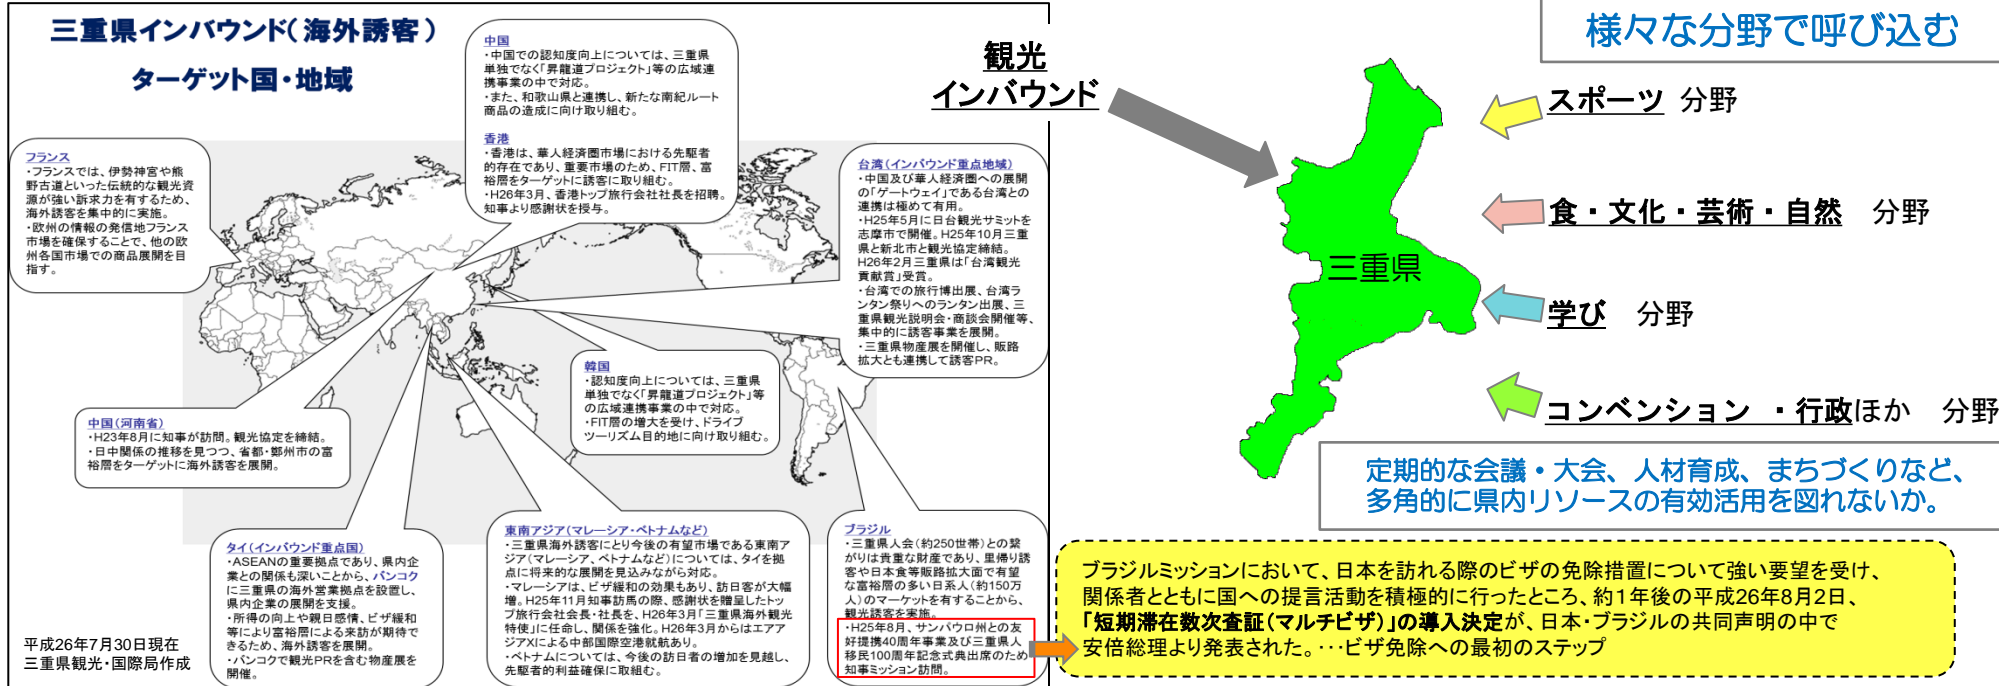 三重県インバウンド(海外誘客)
ターゲット国・地域
中国
・中国での認知度向上については、三重県
単独でなく「昇龍道プロジェクト」等の広域連
携事業の中で対応。
・また、和歌山県と連携し、新たな南紀ルート
商品の造成に向け取り組む。
香港
・香港は、華人経済圏市場における先駆者
的存在であり、重要市場のため、FIT層、富
裕層をターゲットに誘客に取り組む。
・H26年3月、香港トップ旅行会社社長を招聘。
知事より感謝状を授与。
フランス
・フランスでは、伊勢神宮や熊
野古道といった伝統的な観光資
源が強い訴求力を有するため、
海外誘客を集中的に実施。
・欧州の情報の発信地フランス
市場を確保することで、他の欧
州各国市場での商品展開を目
指す。
台湾(インバウンド重点地域)
・中国及び華人経済圏への展開
の「ゲートウェイ」である台湾との
連携は極めて有用。
・H25年5月に日台観光サミットを
志摩市で開催。H25年10月三重
県と新北市と観光協定締結。
H26年2月三重県は「台湾観光
貢献賞」受賞。
・台湾での旅行博出展、台湾ラ
ンタン祭りへのランタン出展、三
重県観光説明会・商談会開催等、
集中的に誘客事業を展開。
・三重県物産展を開催し、販路
拡大とも連携して誘客PR。
韓国
・認知度向上については、三重県
単独でなく「昇龍道プロジェクト」等
の広域連携事業の中で対応。
・FIT層の増大を受け、ドライブ
ツーリズム目的地に向け取り組む。
中国(河南省)
・H23年8月に知事が訪問。観光協定を締結。
・日中関係の推移を見つつ、省都・鄭州市の富
裕層をターゲットに海外誘客を展開。
タイ(インバウンド重点国)
・ASEANの重要拠点であり、県内企
業との関係も深いことから、バンコク
に三重県の海外営業拠点を設置し、
県内企業の展開を支援。
・所得の向上や親日感情、ビザ緩和
等により富裕層による来訪が期待で
きるため、海外誘客を展開。
・バンコクで観光PRを含む物産展を
開催。
東南アジア(マレーシア・ベトナムなど)
・三重県海外誘客にとり今後の有望市場である東南ア
ジア(マレーシア、ベトナムなど)については、タイを拠
点に将来的な展開を見込みながら対応。
・マレーシアは、ビザ緩和の効果もあり、訪日客が大幅
増。H25年11月知事訪馬の際、感謝状を贈呈したトッ
プ旅行会社会長・社長を、H26年3月「三重県海外観光
特使」に任命し、関係を強化。H26年3月からはエアア
ジアXによる中部国際空港就航あり。
・ベトナムについては、今後の訪日者の増加を見越し、
先駆者的利益確保に取組む。
ブラジル
・三重県人会(約250世帯)との繋
がりは貴重な財産であり、里帰り誘
客や日本食等販路拡大面で有望
な富裕層の多い日系人(約150万
人)のマーケットを有することから、
観光誘客を実施。
・H25年8月、サンパウロ州との友
好提携40周年事業及び三重県人
移民100周年記念式典出席のため
知事ミッション訪問。
平成26年7月30日現在
三重県観光・国際局作成
観光
インバウンド
様々な分野で呼び込む
スポーツ 分野
食・文化・芸術・自然 分野
三重県
学び 分野
コンベンション ・行政ほか 分野
定期的な会議・大会、人材育成、まちづくりなど、
多角的に県内リソースの有効活用を図れないか。
ブラジルミッションにおいて、日本を訪れる際のビザの免除措置について強い要望を受け、
関係者とともに国への提言活動を積極的に行ったところ、約1年後の平成26年8月2日、
「短期滞在数次査証(マルチビザ)」の導入決定が、日本・ブラジルの共同声明の中で
安倍総理より発表された。…ビザ免除への最初のステップ